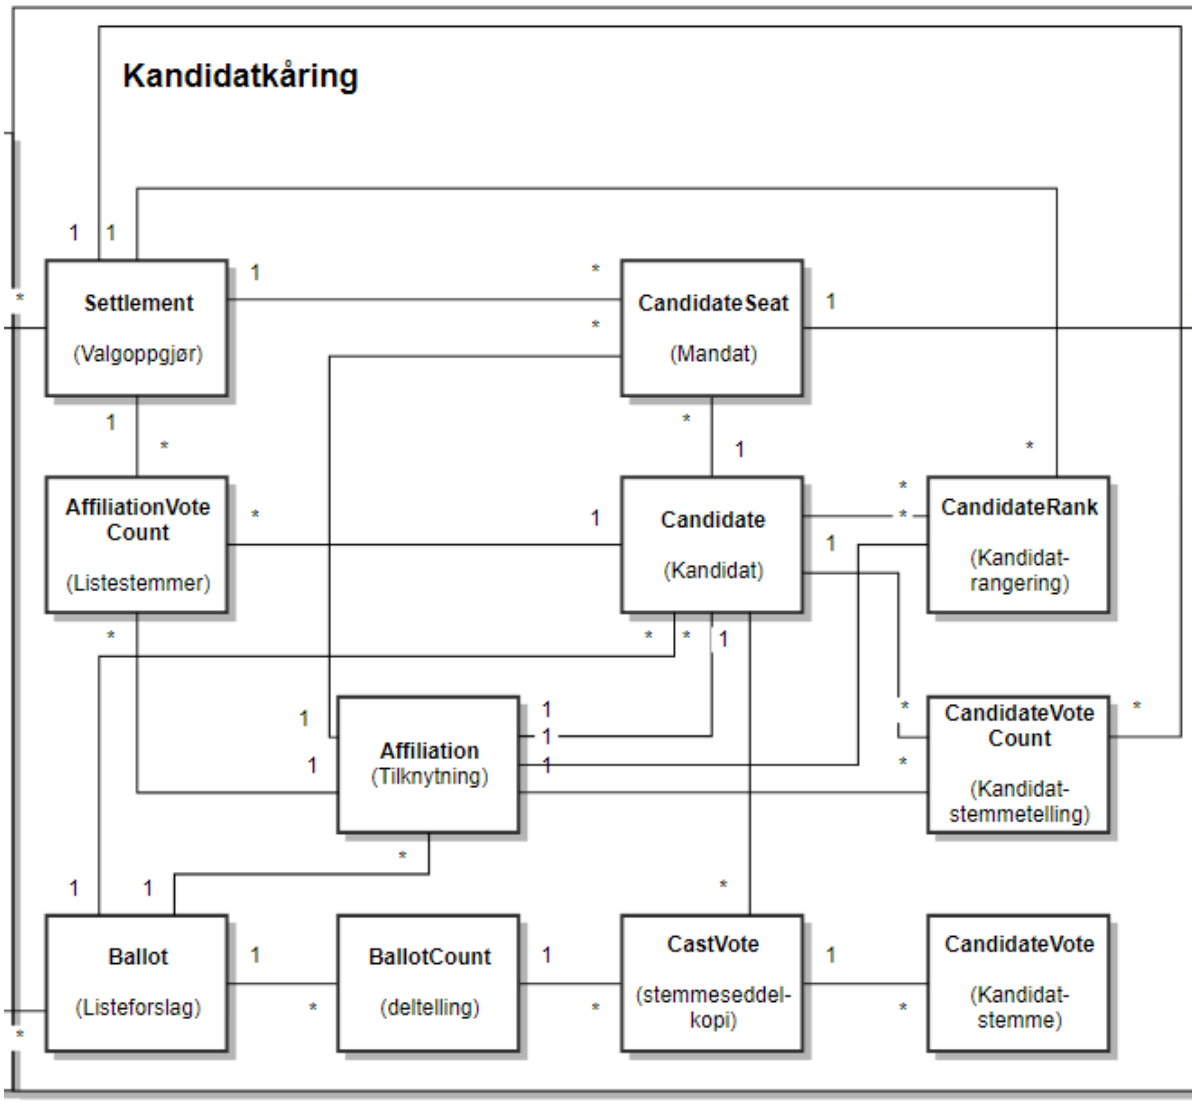 Kandidatkåring
1
1
1
*
*
Settlement
(Valgoppgjør)
*
CandidateSeat
(Mandat)
1
1
*
*
1
*
AffiliationVote
Count
(Listestemmer)
*
1
Candidate
(Kandidat)
*
*
1
CandidateRank
(Kandidat-
rangering)
*
*
*
1
1
1
Affiliation
(Tilknytning)
1
1
1
*
*
CandidateVote
Count
(Kandidat-
stemmetelling)
*
*
1
1
*
Ballot
(Listeforslag)
*
1
*
BallotCount
(deltelling)
1
*
CastVote
(stemmeseddel-
kopi)
1
*
CandidateVote
(Kandidat-
stemme)